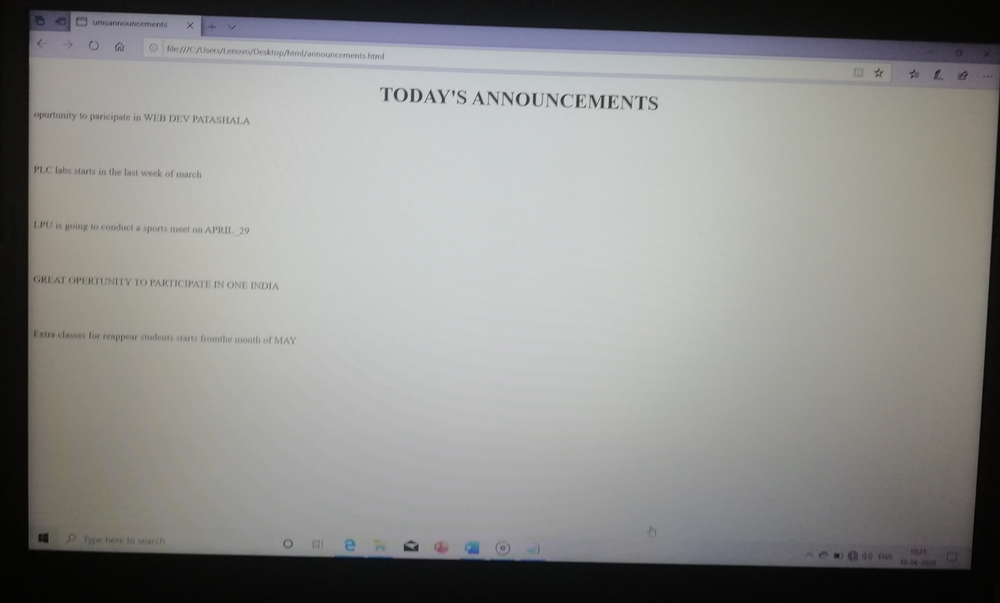 umsannouncements
file:///C:/Users/Lenovo/Desktop/html/announcements.html
TODAY'S ANNOUNCEMENTS
opurtunity to paricipate in WEB DEV PATASHALA
PLC labs starts in the last week of march
LPU is going to conduct a sports meet on APRIL_29
GREAT OPERTUNITY TO PARTICIPATE IN ONE INDIA
Extra classes for reappear students starts fromthe month of MAY
Type here to search
ENG